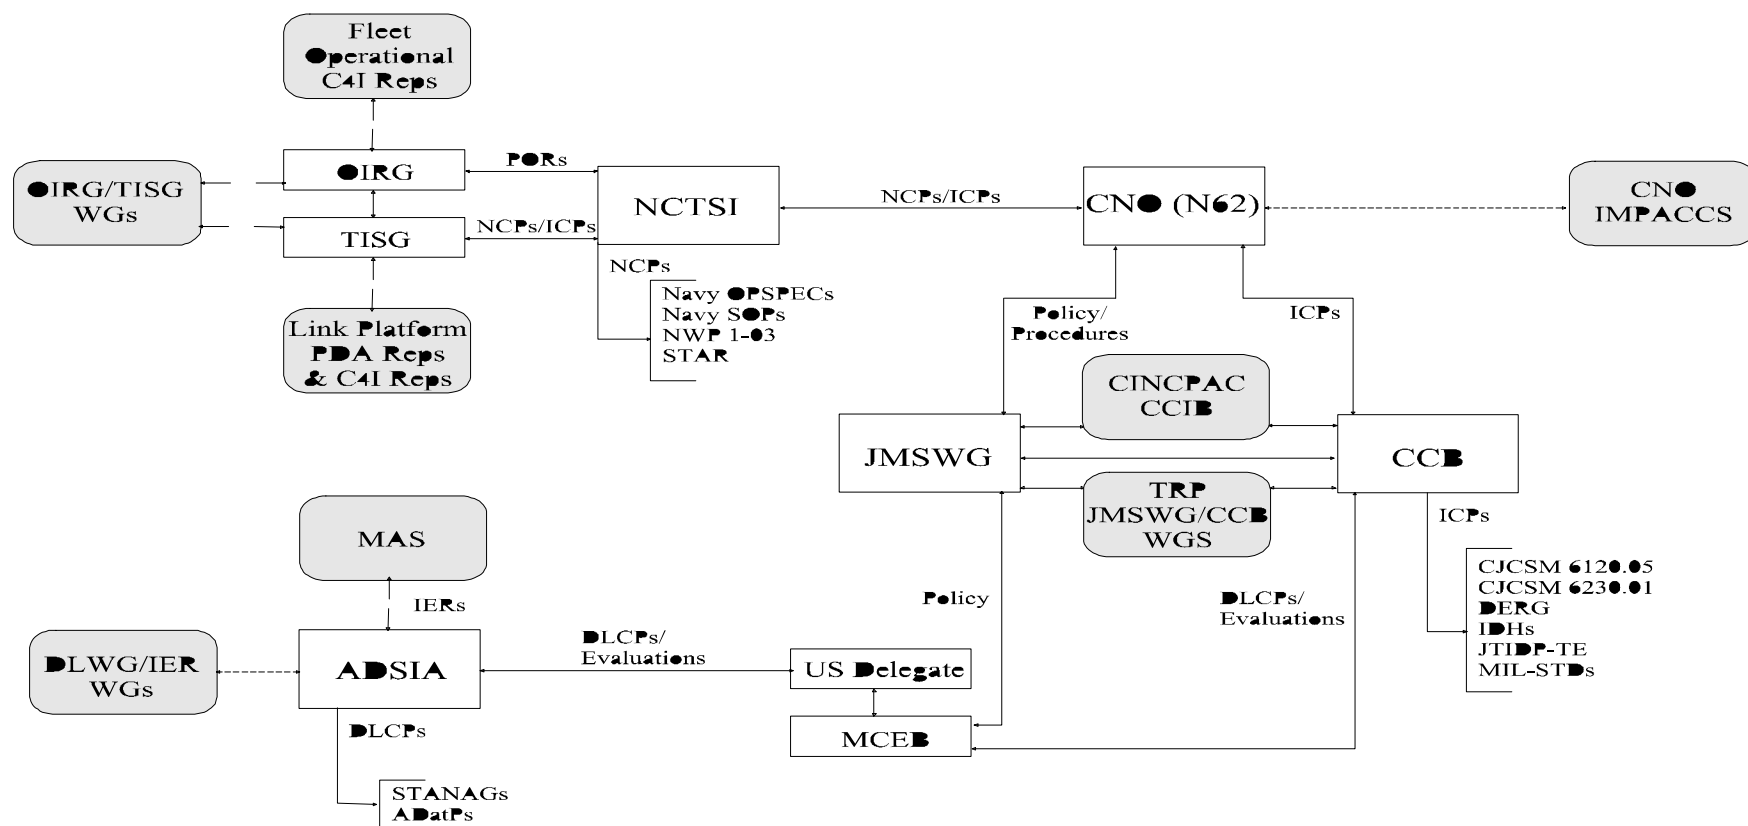 Fleet
Operational
C4I Reps
OIRG/TISG
WGs
OIRG
PORs
TISG
NCPs/ICPs
NCTSI
NCPs/ICPs
CNO (N62)
CNO
IMPACCS
NCPs
Navy OPSPECs
Navy SOPs
NWP 1-03
STAR
Link Platform
PDA Reps
& C4I Reps
Policy/
Procedures
ICPs
CINCPAC
CCIB
JMSWG
CCB
TRP
JMSWG/CCB
WGS
ICPs
CJCSM 6120.05
CJCSM 6230.01
DERG
IDHs
JTIDP-TE
MIL-STDs
MAS
IERs
Policy
DLCPs/
Evaluations
DLWG/IER
WGs
ADSIA
DLCPs/
Evaluations
US Delegate
MCEB
DLCPs
STANAGs
ADatPs